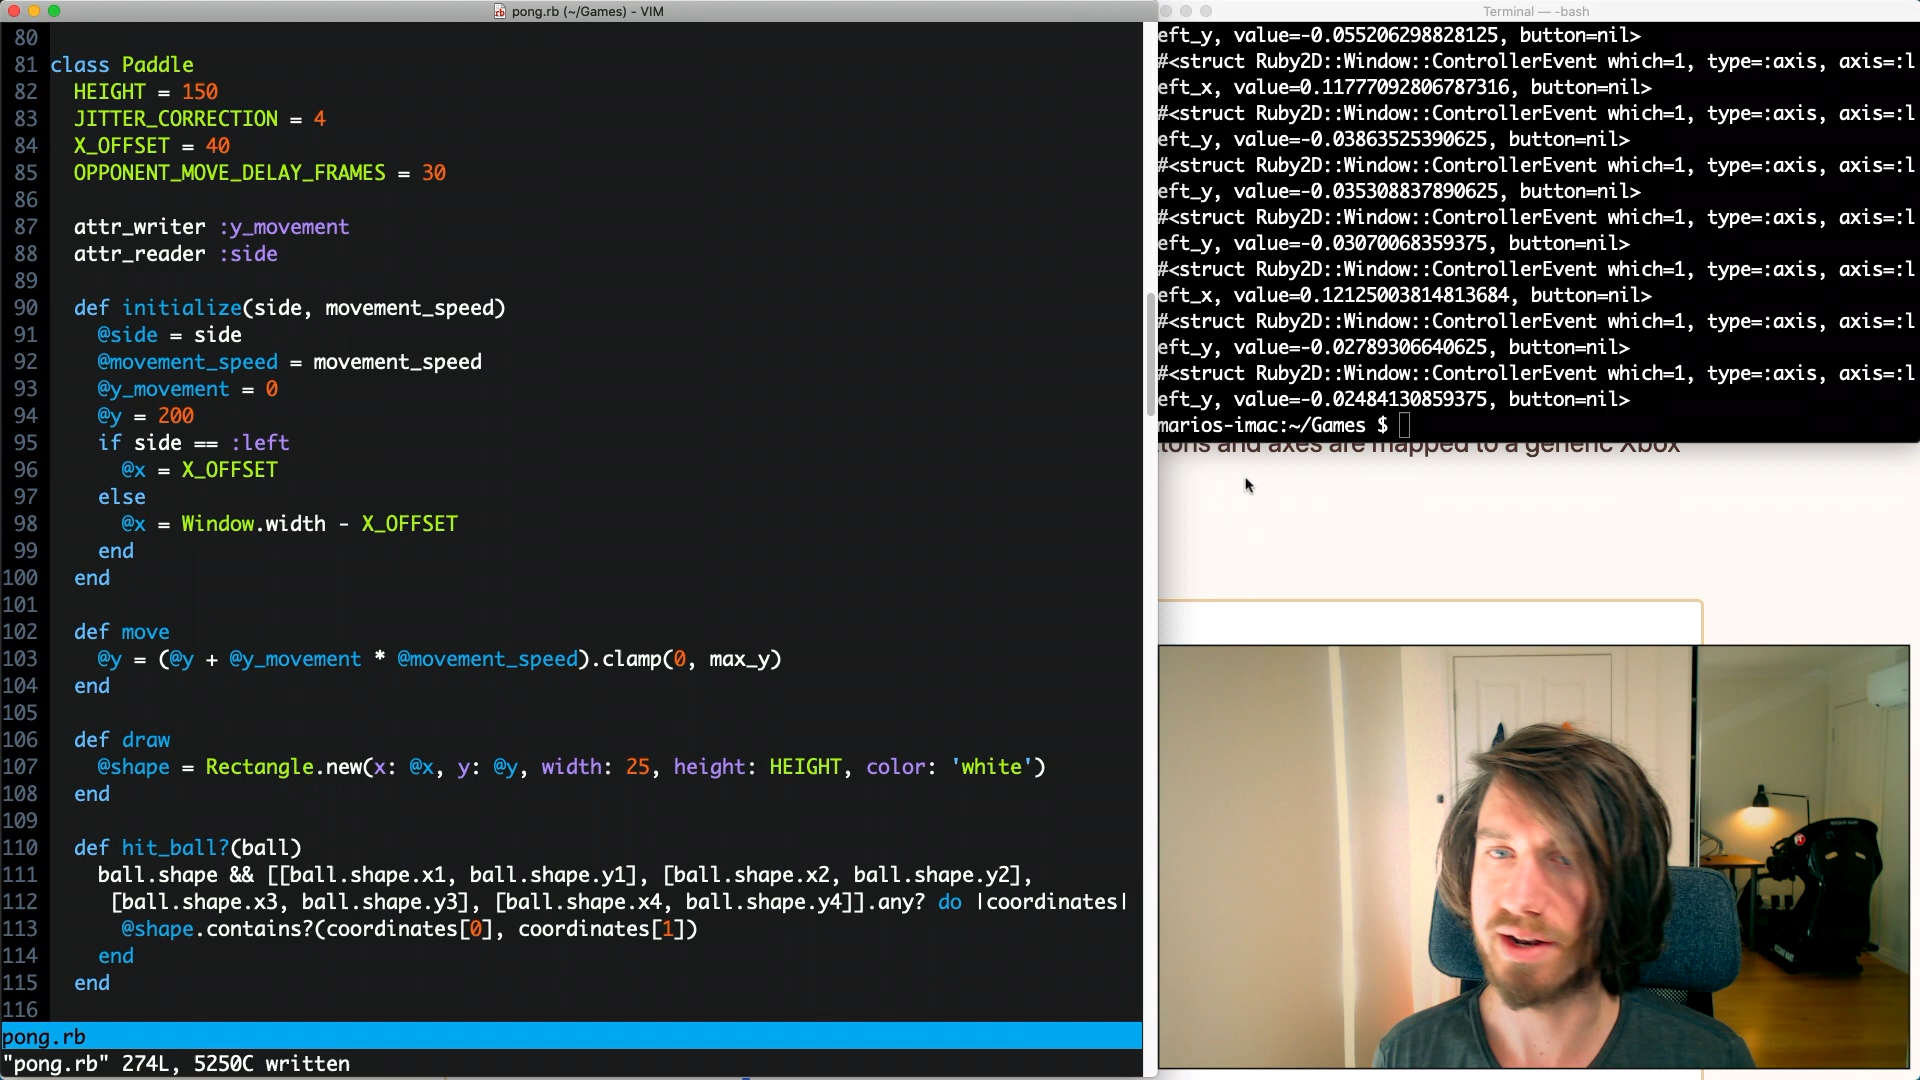 pong.rb (~/Games) - VIM
80
81 class Paddle
82   HEIGHT = 150
83   JITTER_CORRECTION = 4
84   X_OFFSET = 40
85   OPPONENT_MOVE_DELAY_FRAMES = 30
86
87   attr_writer :y_movement
88   attr_reader :side
89
90   def initialize(side, movement_speed)
91     @side = side
92     @movement_speed = movement_speed
93     @y_movement = 0
94     @y = 200
95     if side == :left
96       @x = X_OFFSET
97     else
98       @x = Window.width - X_OFFSET
99     end
100   end
101
102   def move
103     @y = (@y + @y_movement * @movement_speed).clamp(0, max_y)
104   end
105
106   def draw
107     @shape = Rectangle.new(x: @x, y: @y, width: 25, height: HEIGHT, color: 'white')
108   end
109
110   def hit_ball?(ball)
111     ball.shape && [[ball.shape.x1, ball.shape.y1], [ball.shape.x2, ball.shape.y2],
112      [ball.shape.x3, ball.shape.y3], [ball.shape.x4, ball.shape.y4]].any? do |coordinates|
113       @shape.contains?(coordinates[0], coordinates[1])
114     end
115   end
116
pong.rb
"pong.rb" 274L, 5250C written
Terminal — -bash
eft_y, value=-0.055206298828125, button=nil>
#<struct Ruby2D::Window::ControllerEvent which=1, type=:axis, axis=:l
eft_x, value=0.11777092806787316, button=nil>
#<struct Ruby2D::Window::ControllerEvent which=1, type=:axis, axis=:l
eft_y, value=-0.03863525390625, button=nil>
#<struct Ruby2D::Window::ControllerEvent which=1, type=:axis, axis=:l
eft_y, value=-0.035308837890625, button=nil>
#<struct Ruby2D::Window::ControllerEvent which=1, type=:axis, axis=:l
eft_y, value=-0.03070068359375, button=nil>
#<struct Ruby2D::Window::ControllerEvent which=1, type=:axis, axis=:l
eft_x, value=0.12125003814813684, button=nil>
#<struct Ruby2D::Window::ControllerEvent which=1, type=:axis, axis=:l
eft_y, value=-0.02789306640625, button=nil>
#<struct Ruby2D::Window::ControllerEvent which=1, type=:axis, axis=:l
eft_y, value=-0.02484130859375, button=nil>
marios-imac:~/Games $
tons and axes are mapped to a generic Xbox